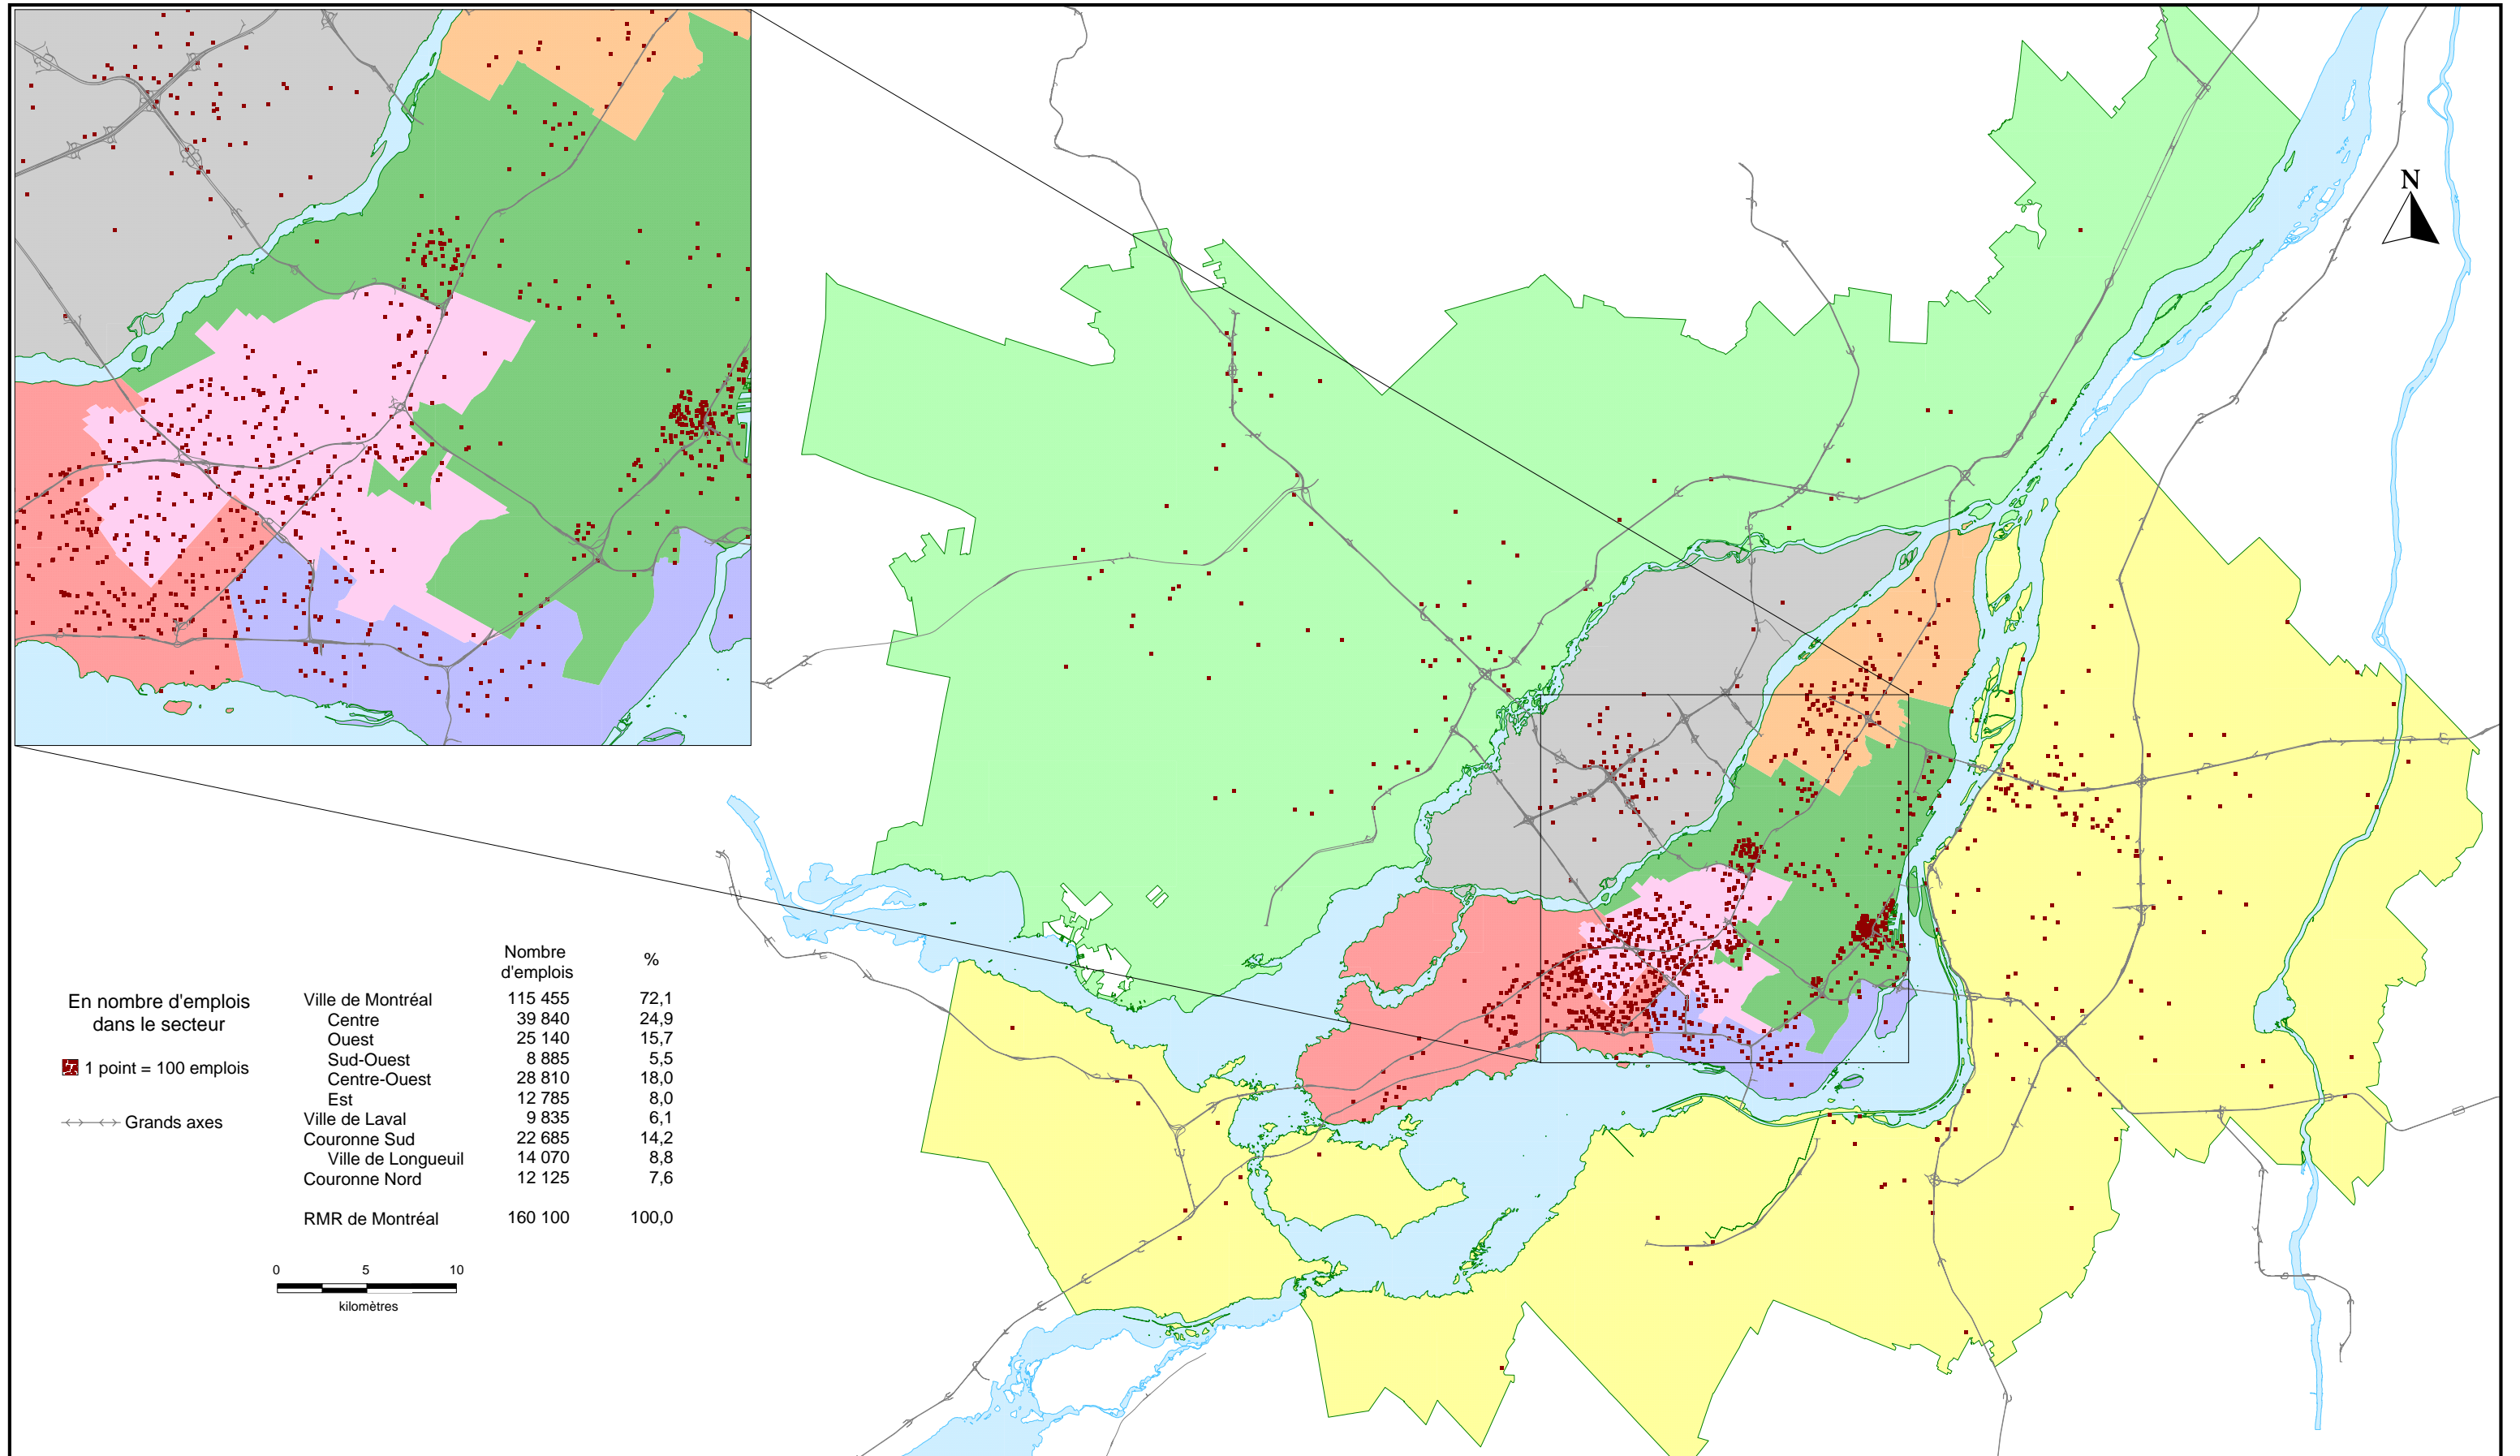 N
Nombre
d'emplois
%
En nombre d'emplois
dans le secteur
1 point = 100 emplois
Grands axes
Ville de Montréal 115 455 72,1
Centre 39 840 24,9
Ouest 25 140 15,7
Sud-Ouest 8 885 5,5
Centre-Ouest 28 810 18,0
Est 12 785 8,0
Ville de Laval 9 835 6,1
Couronne Sud 22 685 14,2
Ville de Longueuil 14 070 8,8
Couronne Nord 12 125 7,6
RMR de Montréal 160 100 100,0
0 5 10
kilomètres